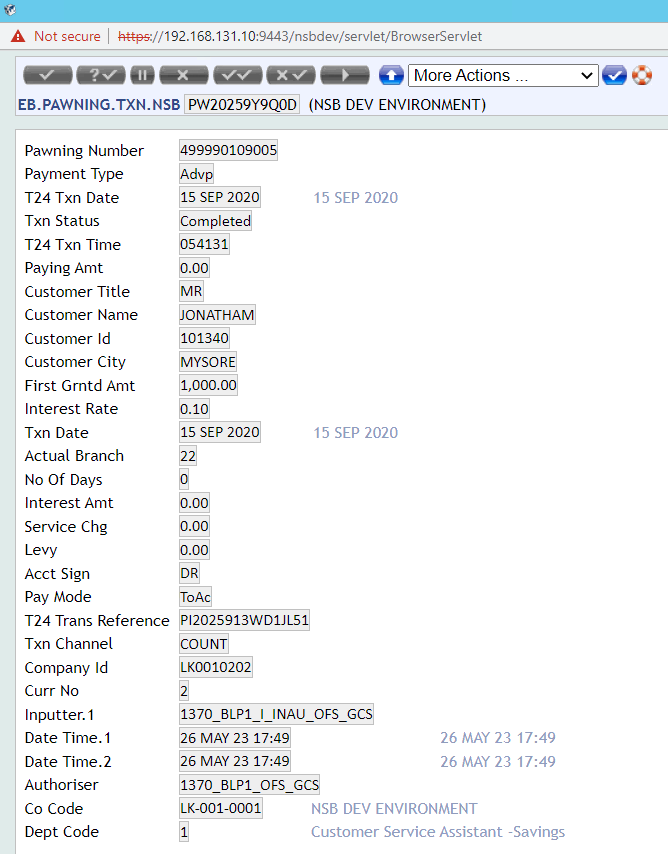 Not secure | https://192.168.131.10:9443/nsbdev/servlet/BrowserServlet
More Actions ...
EB.PAWNING.TXN.NSB PW20259Y9Q0D (NSB DEV ENVIRONMENT)
Pawning Number 499990109005
Payment Type Advp
T24 Txn Date 15 SEP 2020 15 SEP 2020
Txn Status Completed
T24 Txn Time 054131
Paying Amt 0.00
Customer Title MR
Customer Name JONATHAM
Customer Id 101340
Customer City MYSORE
First Grntd Amt 1,000.00
Interest Rate 0.10
Txn Date 15 SEP 2020 15 SEP 2020
Actual Branch 22
No Of Days 0
Interest Amt 0.00
Service Chg 0.00
Levy 0.00
Acct Sign DR
Pay Mode ToAc
T24 Trans Reference PI2025913WD1JL51
Txn Channel COUNT
Company Id LK0010202
Curr No 2
Inputter.1 1370_BLP1_I_INAU_OFS_GCS
Date Time.1 26 MAY 23 17:49 26 MAY 23 17:49
Date Time.2 26 MAY 23 17:49 26 MAY 23 17:49
Authoriser 1370_BLP1_OFS_GCS
Co Code LK-001-0001 NSB DEV ENVIRONMENT
Dept Code 1 Customer Service Assistant -Savings